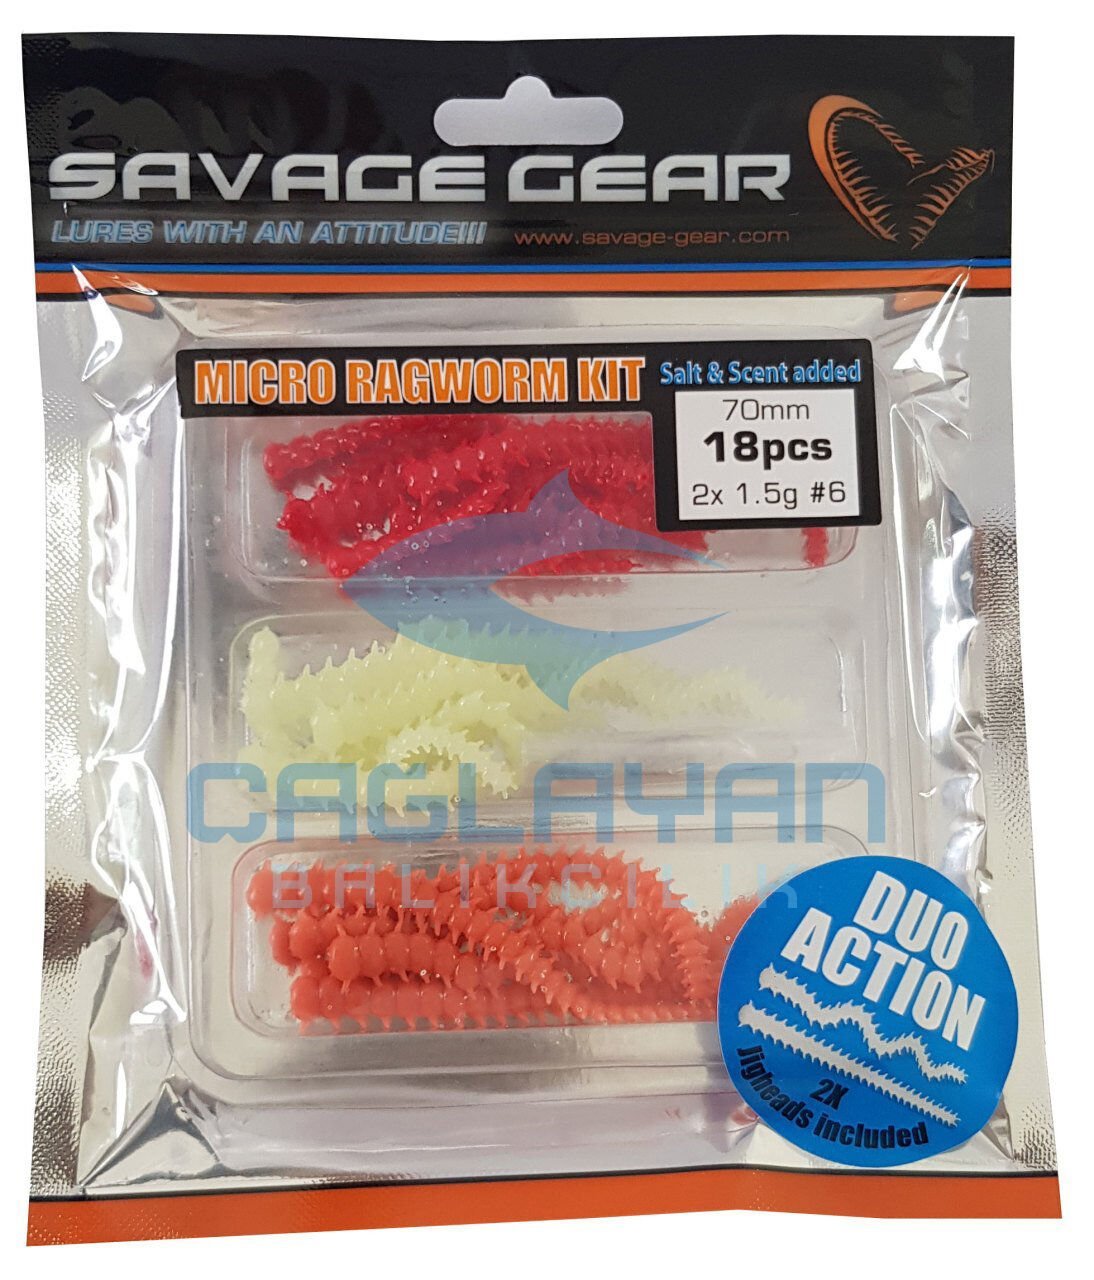 SAVAGE GEAR
LURES WITH AN ATTITUDE!!! www.savage-gear.com
MICRO RAGWORM KIT Salt & Scent added
70mm
18pcs
2x 1.5g #6
CAGLAYAN
BALIKCILIK
DUO
ACTION
2X
Jigheads included